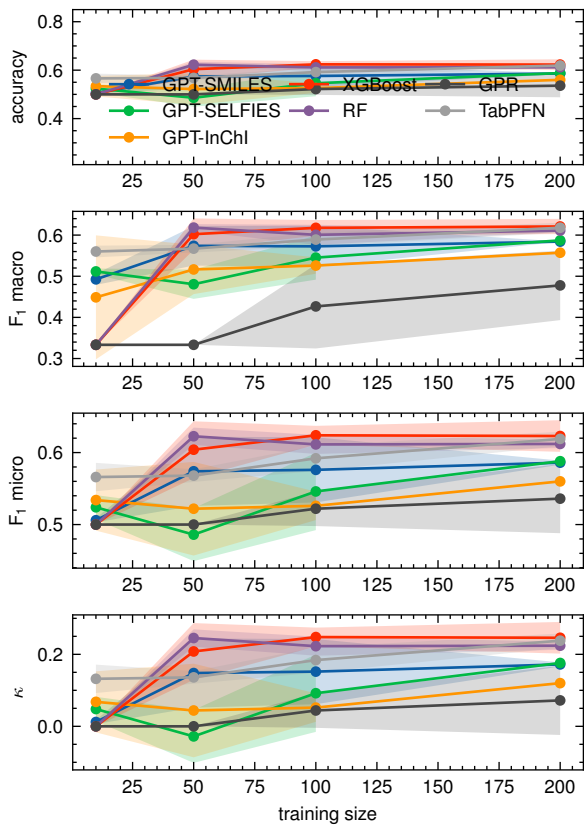 0.8
0.6
0.4
accuracy
GPT-SMILES XGBoost GPR
GPT-SELFIES RF TabPFN
GPT-InChI
25 50 75 100 125 150 175 200
0.6
0.5
0.4
0.3
F1 macro
25 50 75 100 125 150 175 200
0.6
0.5
F1 micro
25 50 75 100 125 150 175 200
0.2
0.0
κ
25 50 75 100 125 150 175 200
training size